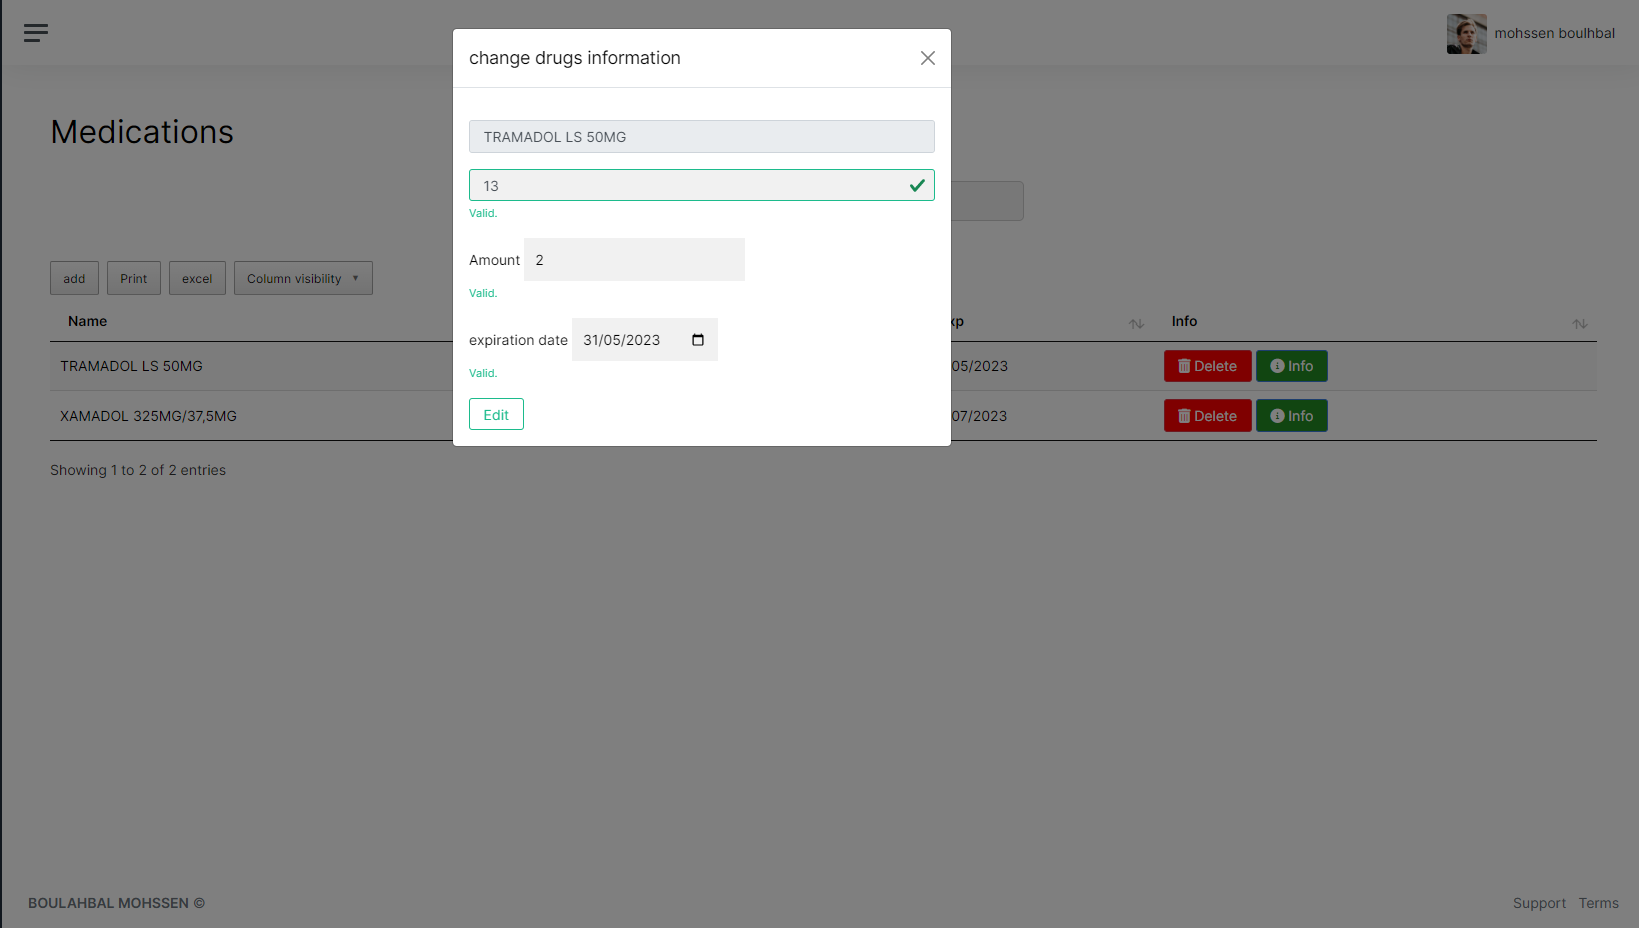 mohssen boulhbal
change drugs information
Medications
TRAMADOL LS 50MG
13
Valid.
Amount 2
Valid.
expiration date 31/05/2023
Valid.
Edit
add Print excel Column visibility
Name Info
TRAMADOL LS 50MG 05/2023 Delete Info
XAMADOL 325MG/37,5MG 07/2023 Delete Info
Showing 1 to 2 of 2 entries
BOULAHBAL MOHSSEN © Support Terms